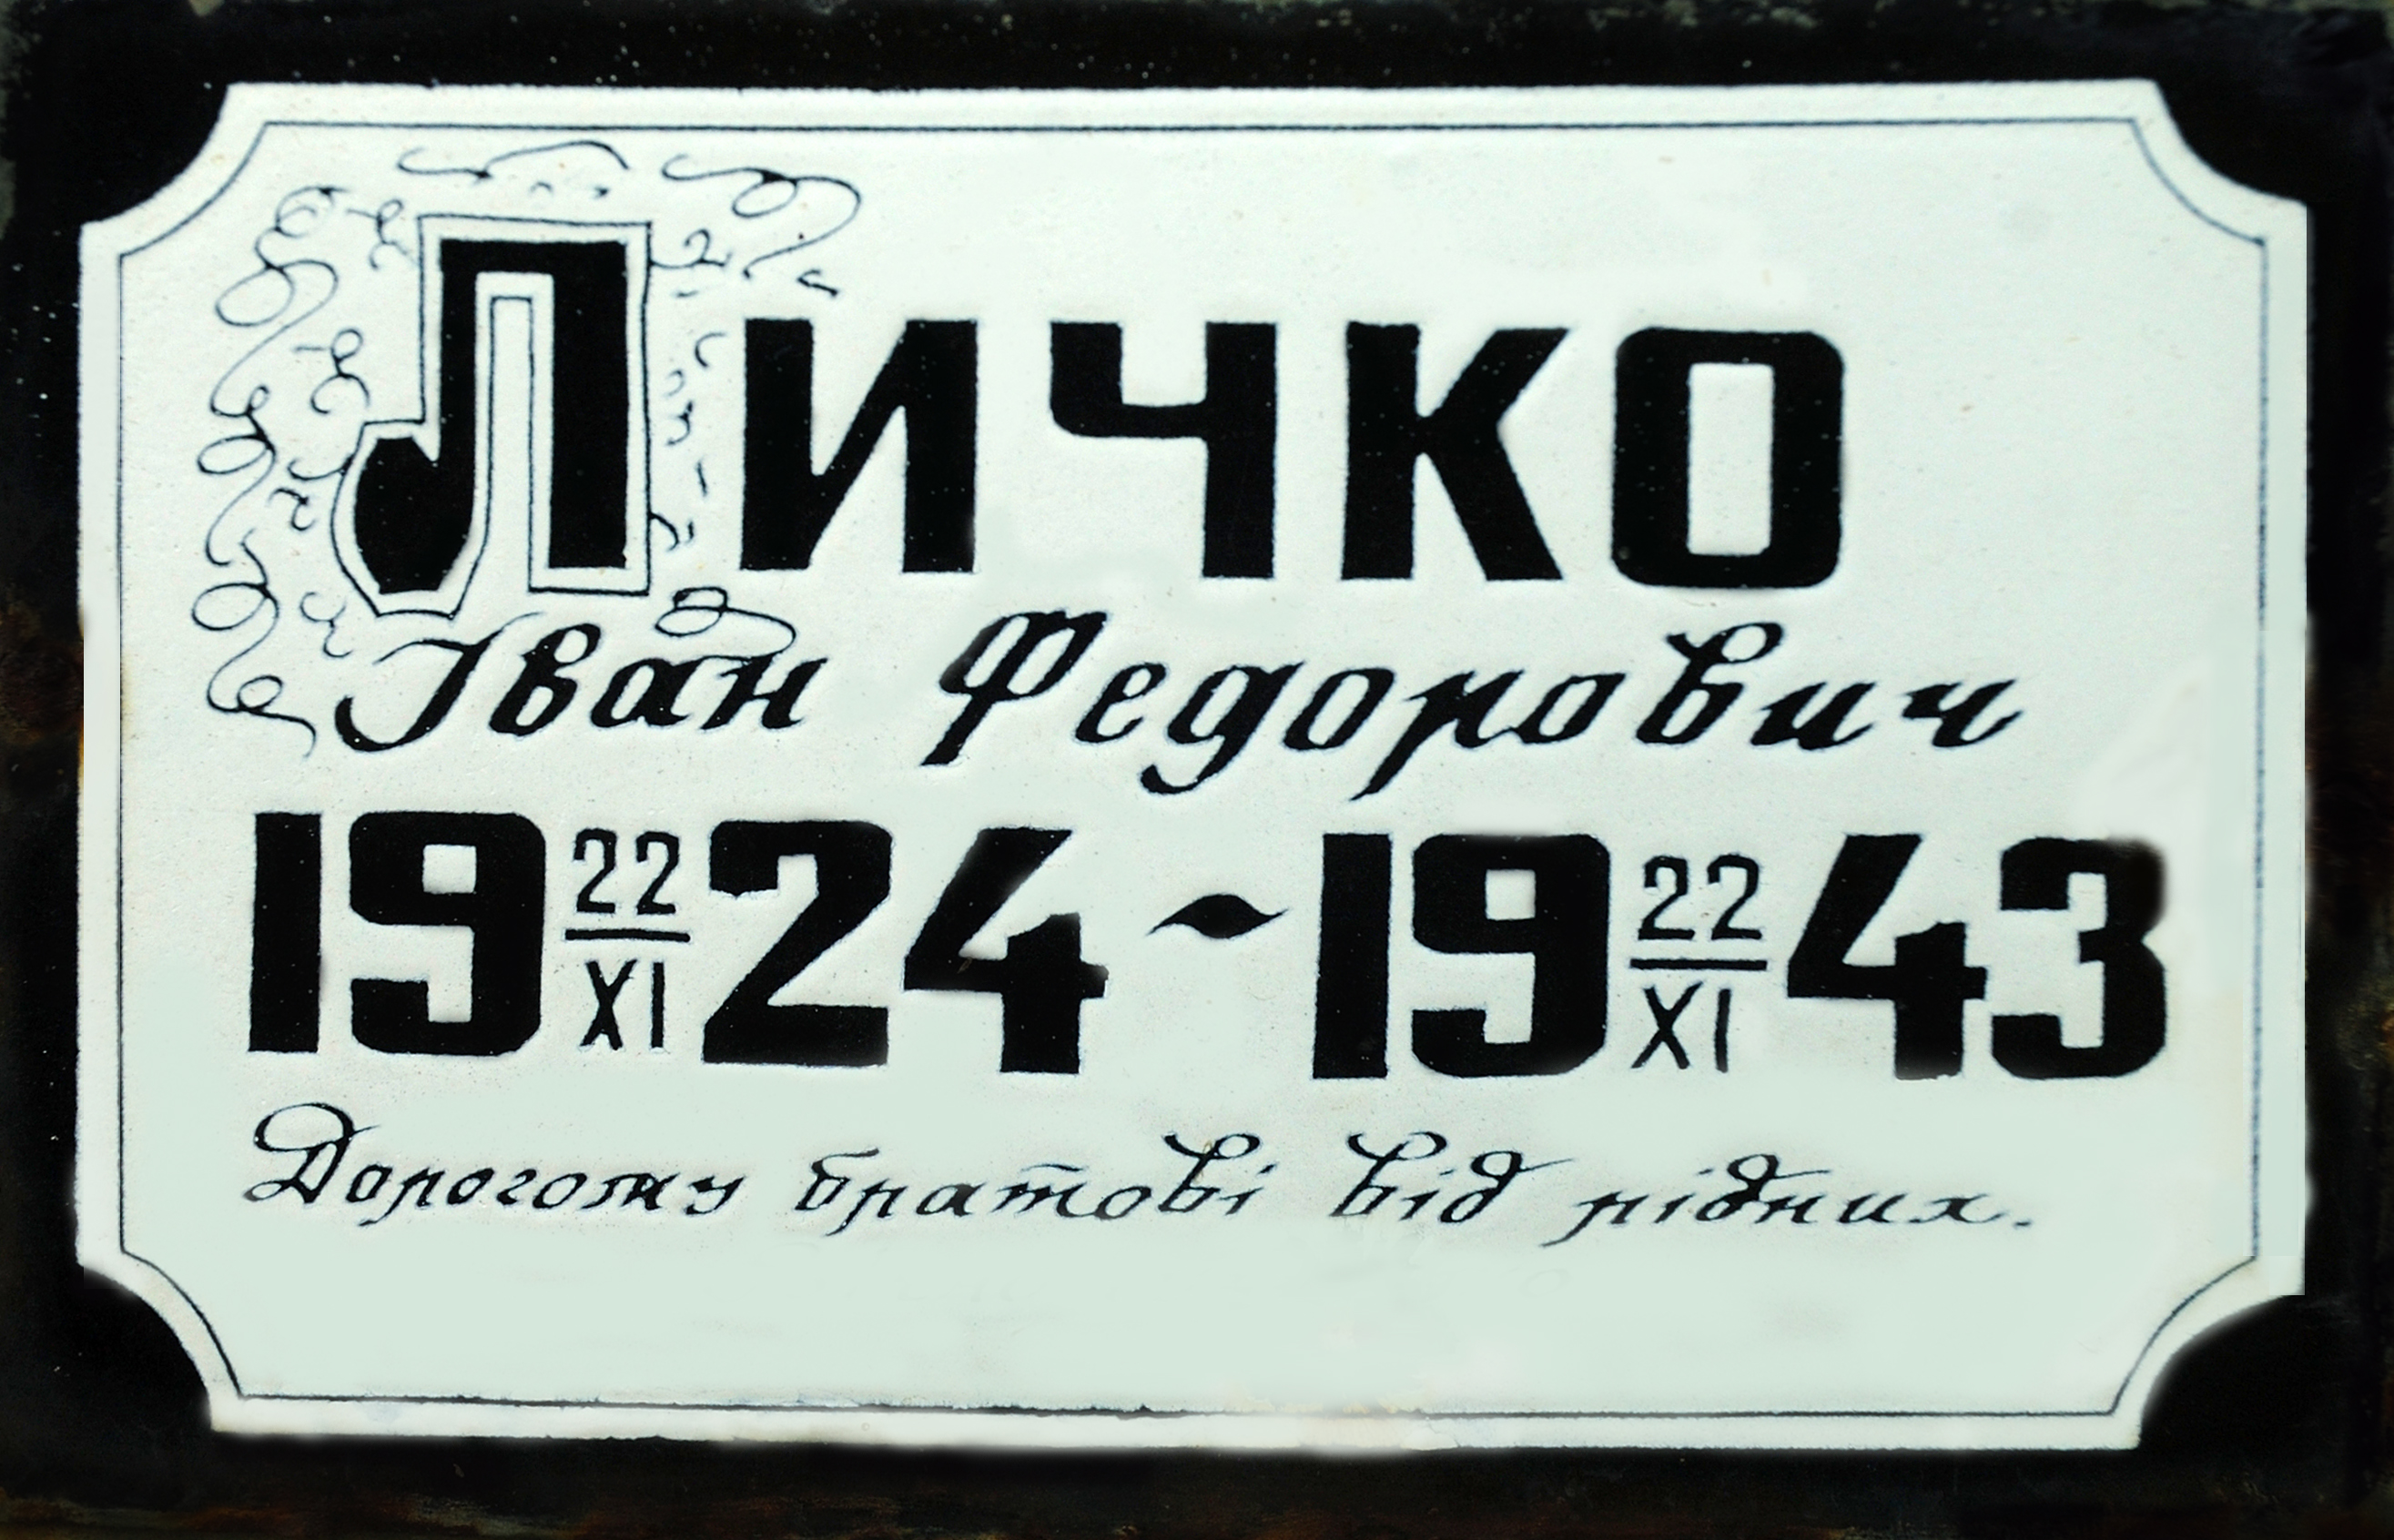 Личко
Іван Федорович
19 22/XI 24 ~ 19 22/XI 43
Дорогому братові від рідних.